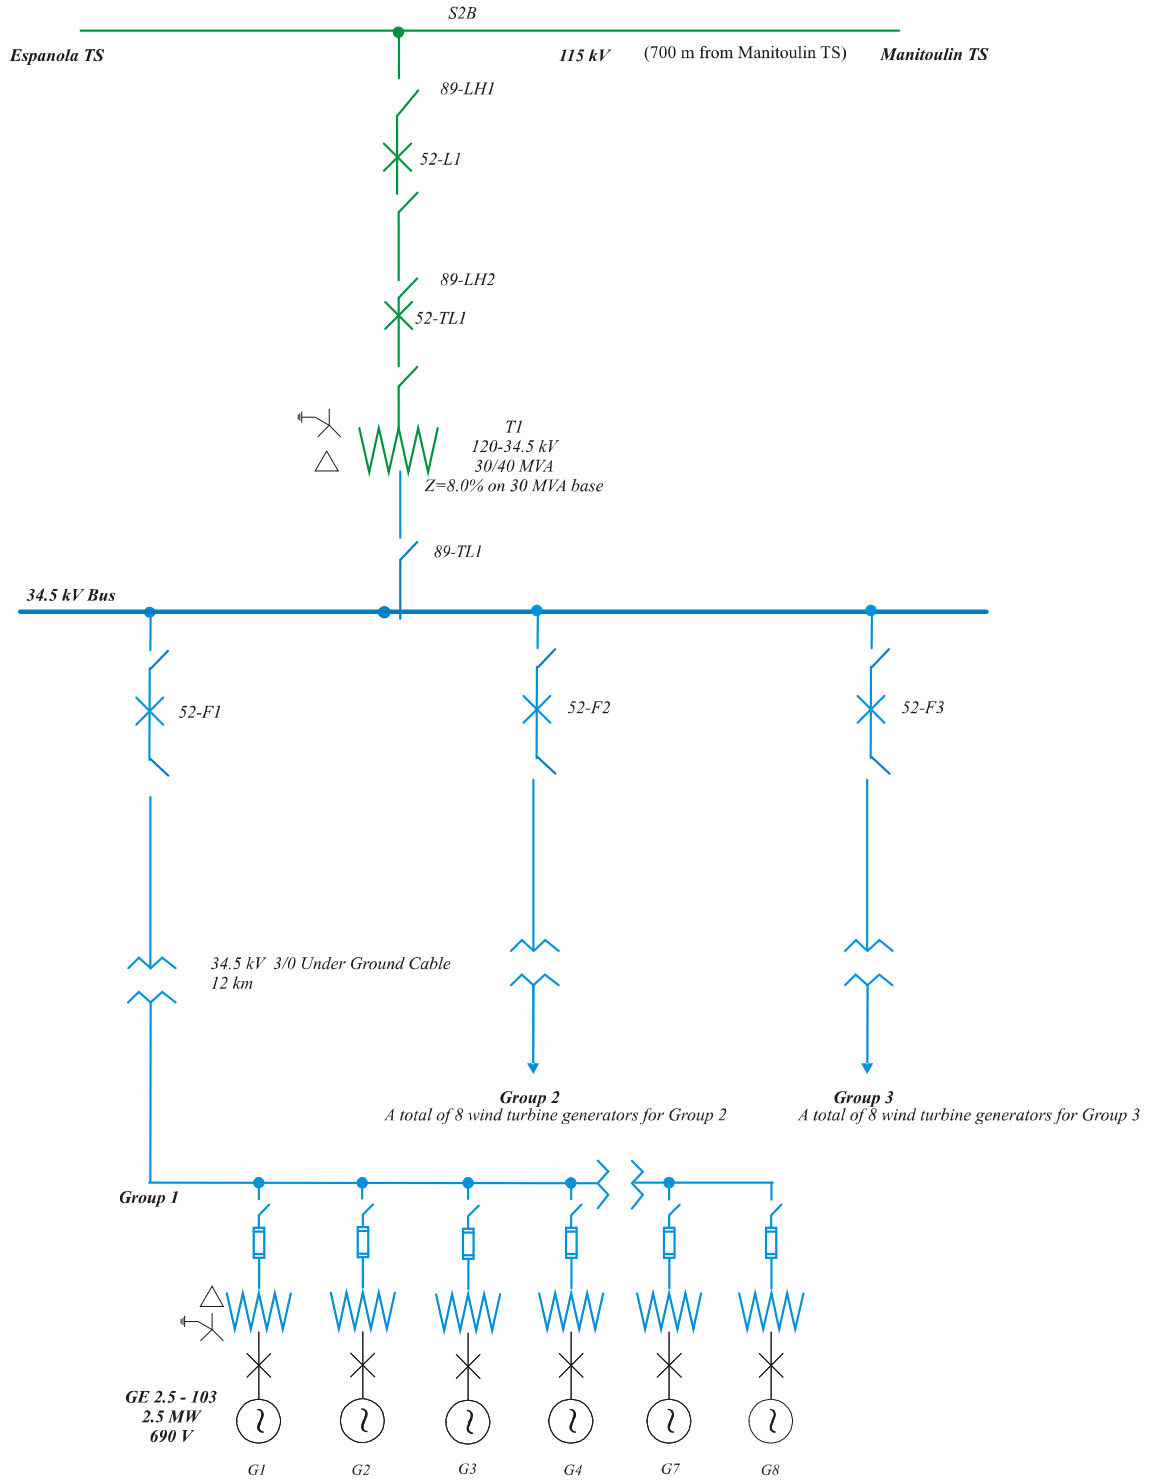 S2B
Espanola TS
115 kV
(700 m from Manitoulin TS)
Manitoulin TS
89-LH1
52-L1
89-LH2
52-TL1
T1
120-34.5 kV
30/40 MVA
Z=8.0% on 30 MVA base
89-TL1
34.5 kV Bus
52-F1
52-F2
52-F3
34.5 kV 3/0 Under Ground Cable
12 km
Group 2
A total of 8 wind turbine generators for Group 2
Group 3
A total of 8 wind turbine generators for Group 3
Group 1
GE 2.5 - 103
2.5 MW
690 V
G1
G2
G3
G4
G7
G8